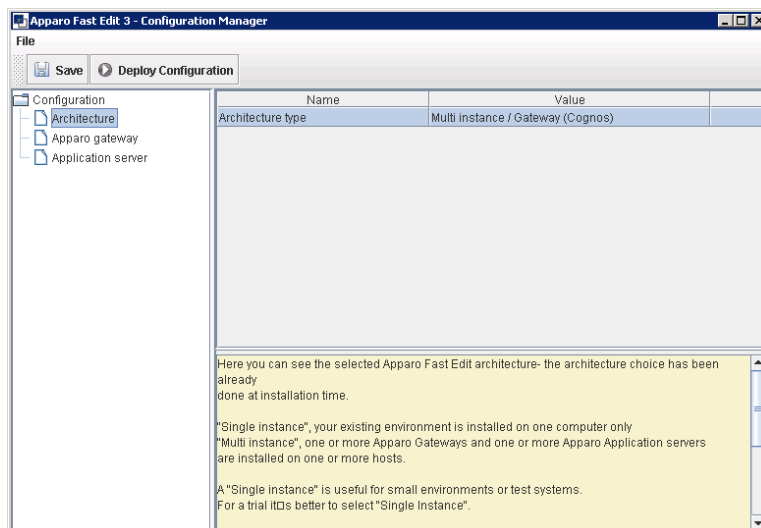 Apparo Fast Edit 3 - Configuration Manager
File
Save Deploy Configuration
Configuration
Architecture
Apparo gateway
Application server
Name Value
Architecture type Multi instance / Gateway (Cognos)
Here you can see the selected Apparo Fast Edit architecture- the architecture choice has been
already
done at installation time.
"Single instance", your existing environment is installed on one computer only
"Multi instance", one or more Apparo Gateways and one or more Apparo Application servers
are installed on one or more hosts.
A "Single instance" is useful for small environments or test systems.
For a trial it□s better to select "Single Instance".